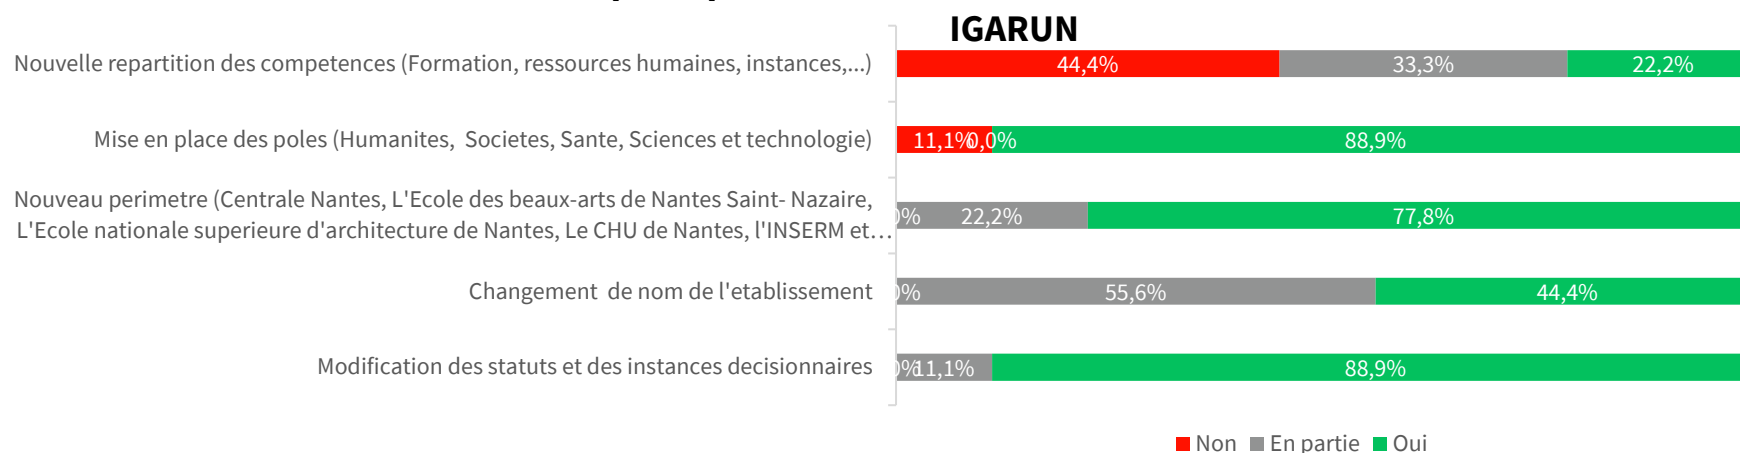 IGARUN
Nouvelle repartition des competences (Formation, ressources humaines, instances,...)
44,4% 33,3% 22,2%
Mise en place des poles (Humanites, Societes, Sante, Sciences et technologie)
11,1% 0,0% 88,9%
Nouveau perimetre (Centrale Nantes, L'Ecole des beaux-arts de Nantes Saint- Nazaire,
L'Ecole nationale superieure d'architecture de Nantes, Le CHU de Nantes, l'INSERM et...
% 22,2% 77,8%
Changement de nom de l'etablissement
% 55,6% 44,4%
Modification des statuts et des instances decisionnaires
% 11,1% 88,9%
Non En partie Oui